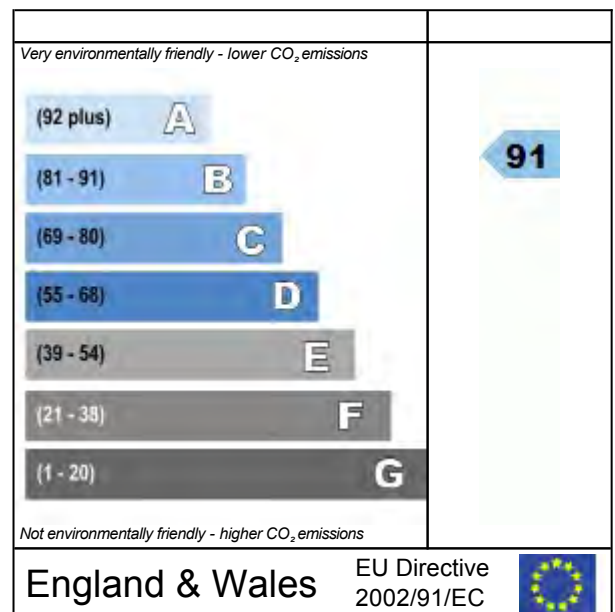 Very environmentally friendly - lower CO₂ emissions
(92 plus) A
(81 - 91) B
91
(69 - 80) C
(55 - 68) D
(39 - 54) E
(21 - 38) F
(1 - 20) G
Not environmentally friendly - higher CO₂ emissions
England & Wales
EU Directive
2002/91/EC